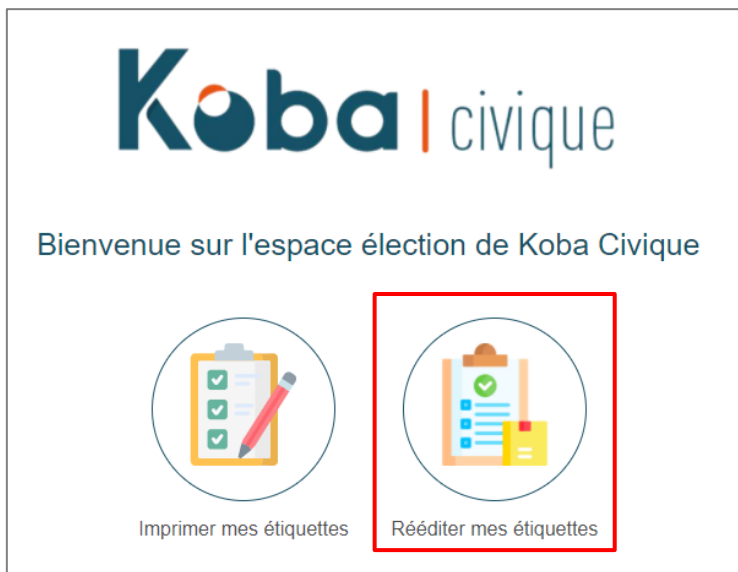 Koba | civique
Bienvenue sur l'espace élection de Koba Civique
Imprimer mes étiquettes
Rééditer mes étiquettes